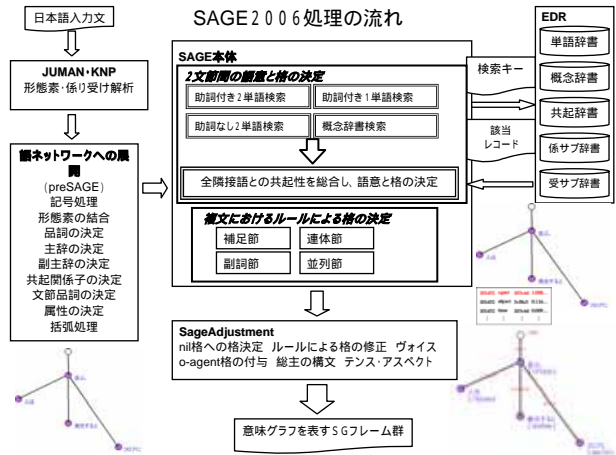 SAGE2006処理の流れ
日本語入力文
JUMAN・KNP
形態素・係り受け解析
語ネットワークへの展
開
(preSAGE)
記号処理
形態素の結合
品詞の決定
主辞の決定
副主辞の決定
共起関係子の決定
文節品詞の決定
属性の決定
括弧処理
SAGE本体
2文節間の語意と格の決定
助詞付き2単語検索
助詞付き1単語検索
助詞なし2単語検索
概念辞書検索
全隣接語との共起性を総合し、語意と格の決定
複文におけるルールによる格の決定
補足節
連体節
副詞節
並列節
SageAdjustment
nil格への格決定 ルールによる格の修正 ヴォイス
o-agent格の付与 総主の構文 テンス・アスペクト
意味グラフを表すSGフレーム群
検索キー
該当
レコード
EDR
単語辞書
概念辞書
共起辞書
係サブ辞書
受サブ辞書